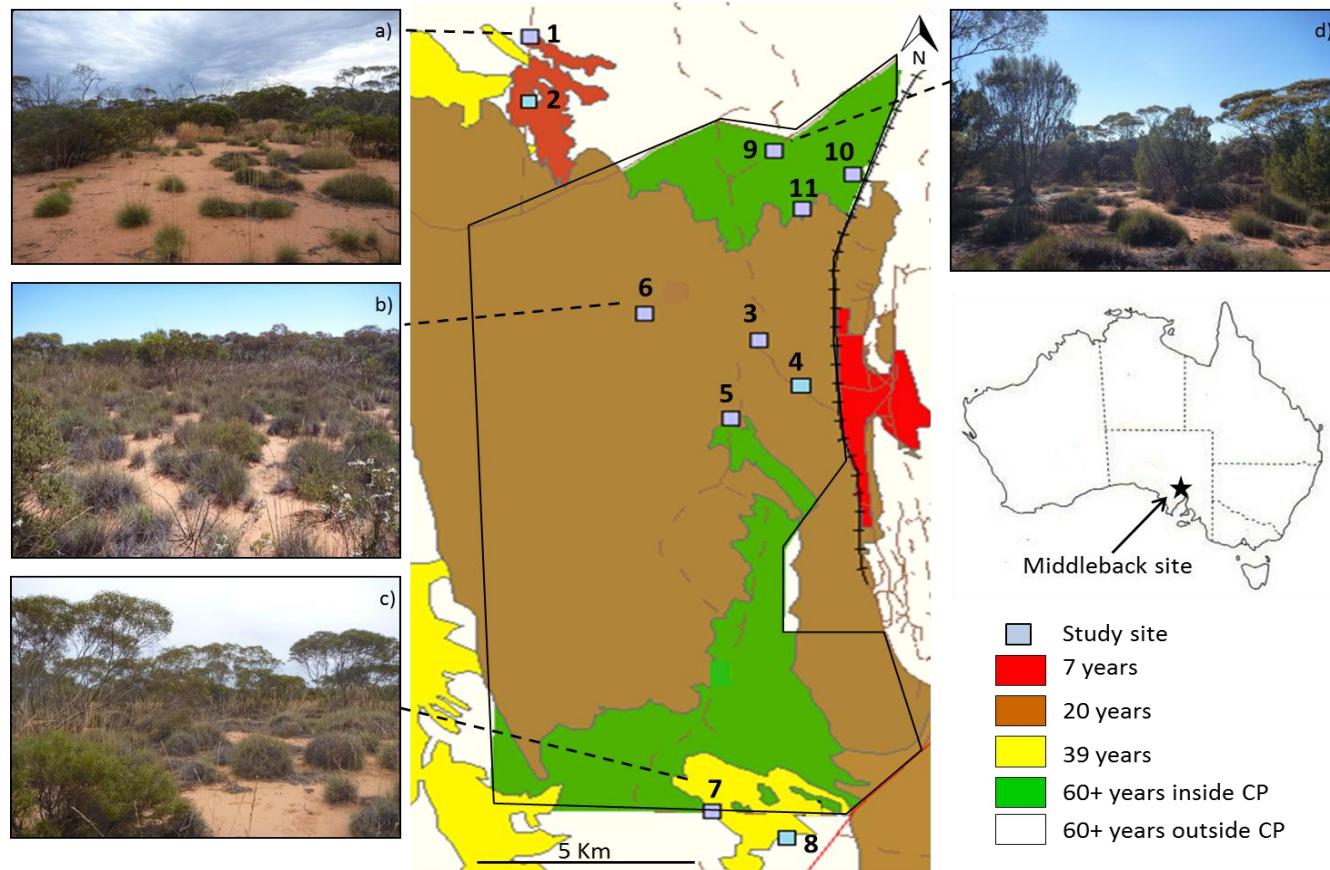 a)
b)
c)
d)
N
1
2
9
10
11
6
3
4
5
7
8
5 Km
Middleback site
Study site
7 years
20 years
39 years
60+ years inside CP
60+ years outside CP